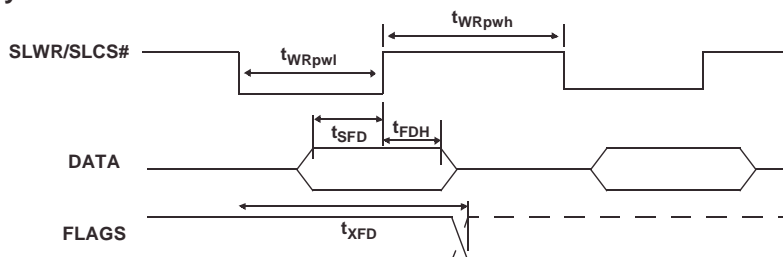 tWRpwh
SLWR/SLCS#
tWRpwl
tSFD
tFDH
DATA
tXFD
FLAGS